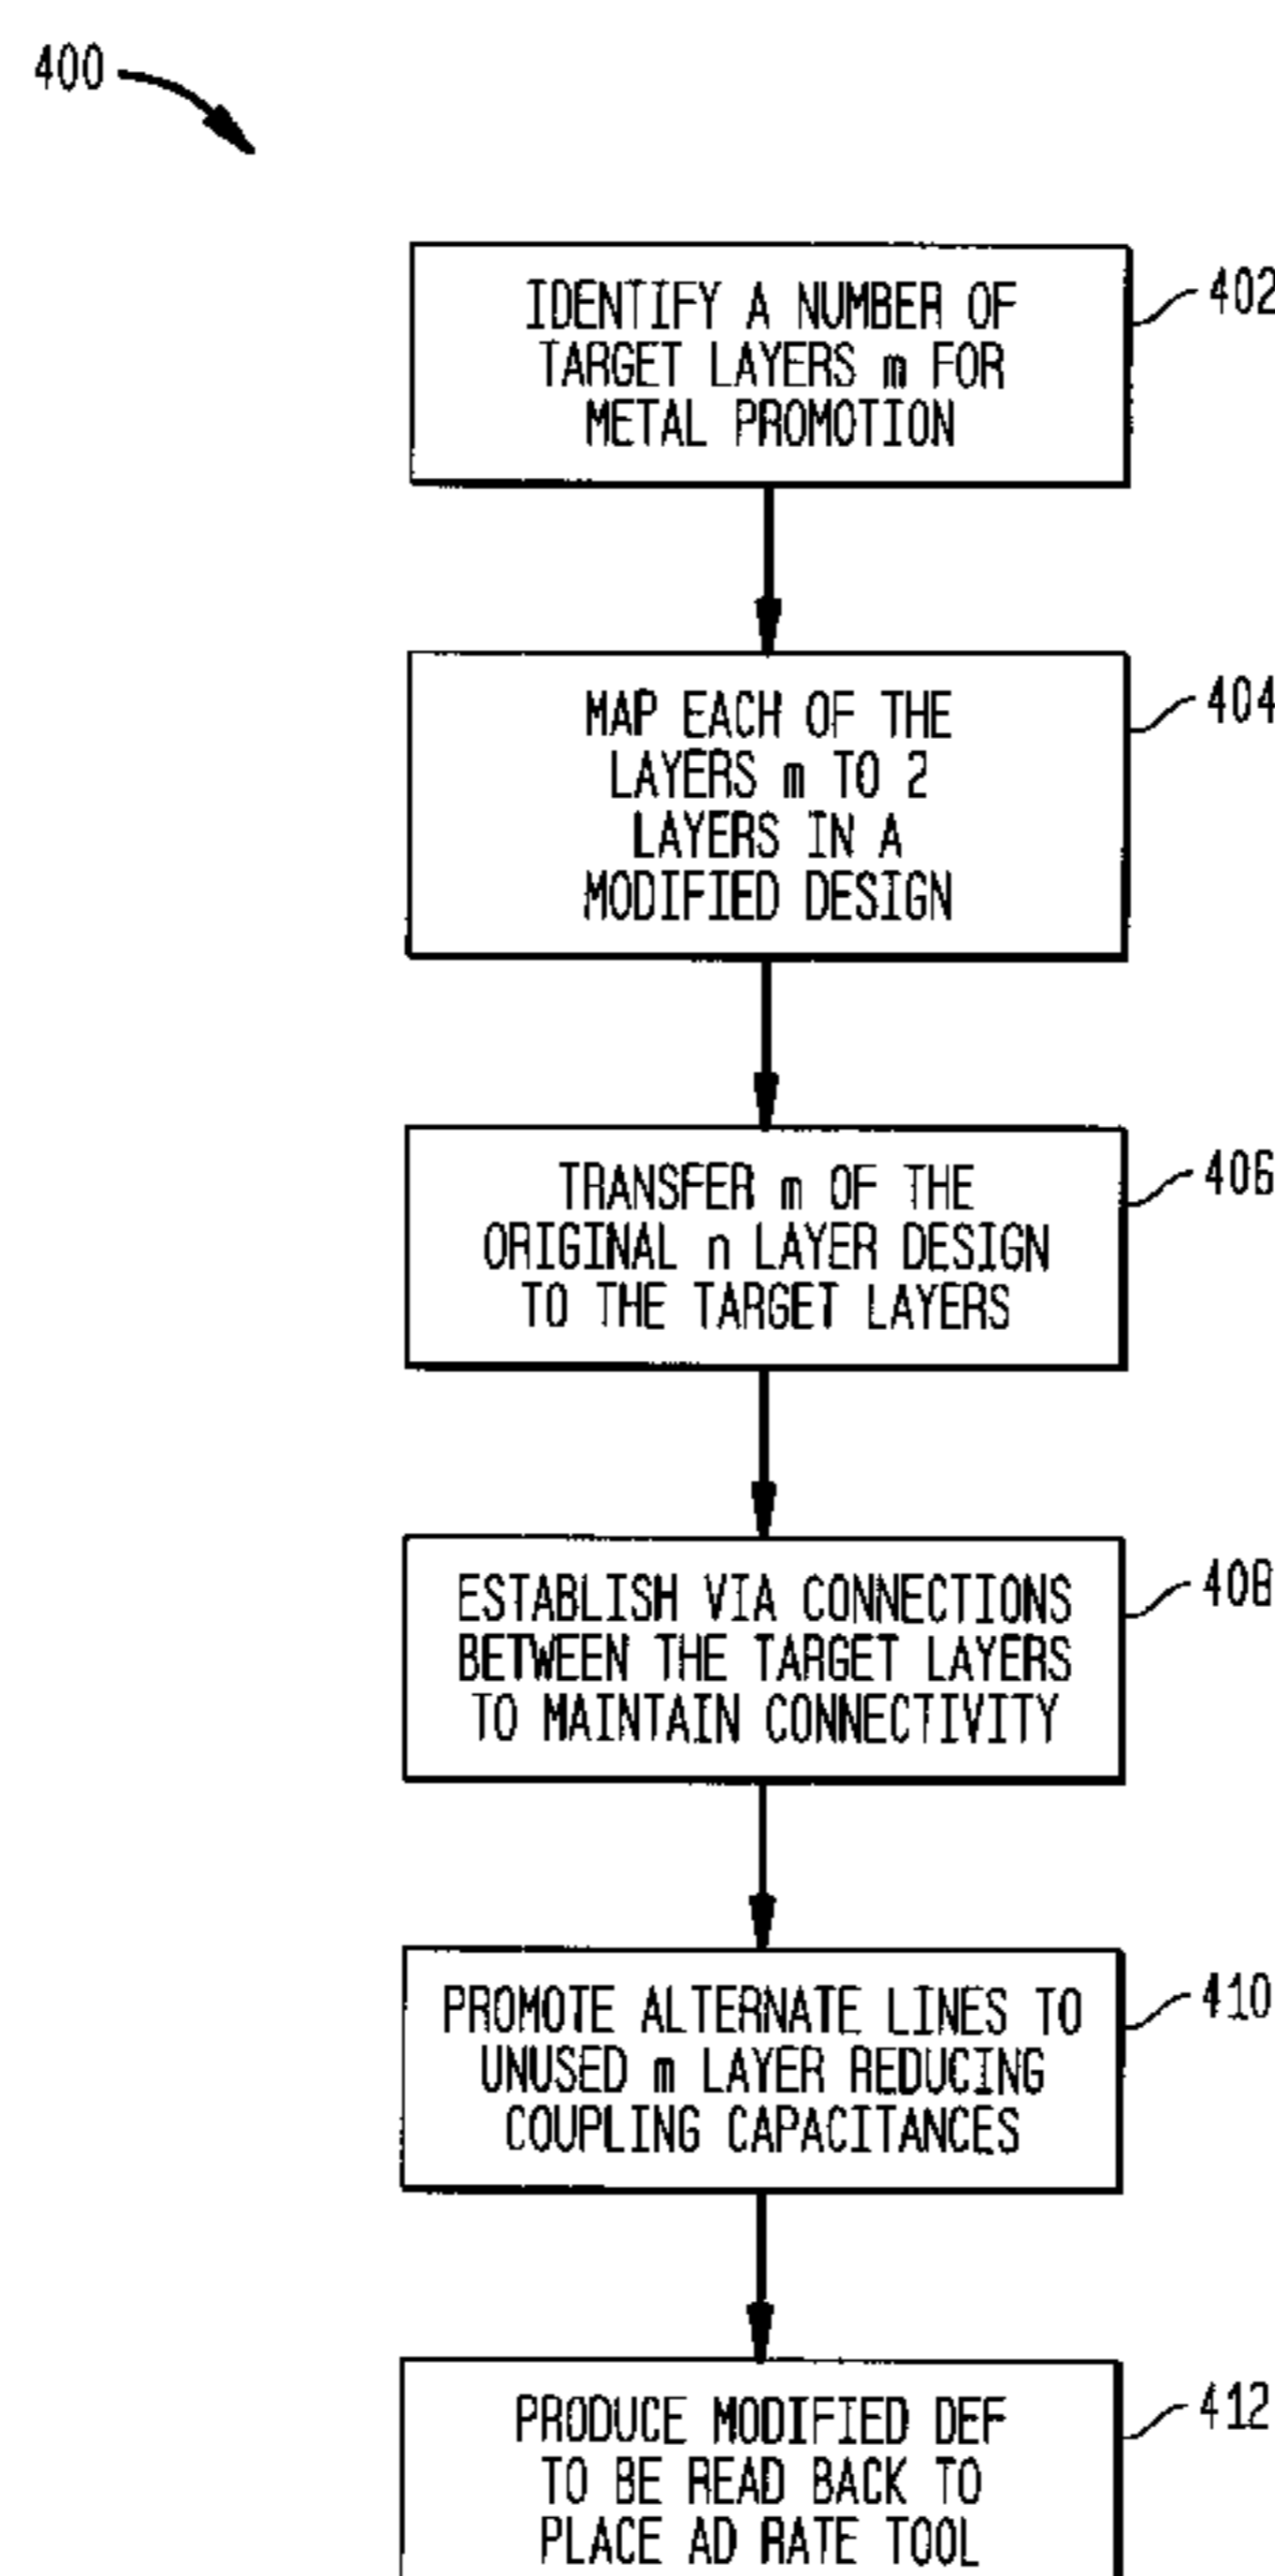 400
IDENTIFY A NUMBER OF
TARGET LAYERS m FOR
METAL PROMOTION
402
MAP EACH OF THE
LAYERS m TO 2
LAYERS IN A
MODIFIED DESIGN
404
TRANSFER m OF THE
ORIGINAL n LAYER DESIGN
TO THE TARGET LAYERS
406
ESTABLISH VIA CONNECTIONS
BETWEEN THE TARGET LAYERS
TO MAINTAIN CONNECTIVITY
408
PROMOTE ALTERNATE LINES TO
UNUSED m LAYER REDUCING
COUPLING CAPACITANCES
410
PRODUCE MODIFIED DEF
TO BE READ BACK TO
PLACE AD RATE TOOL
412